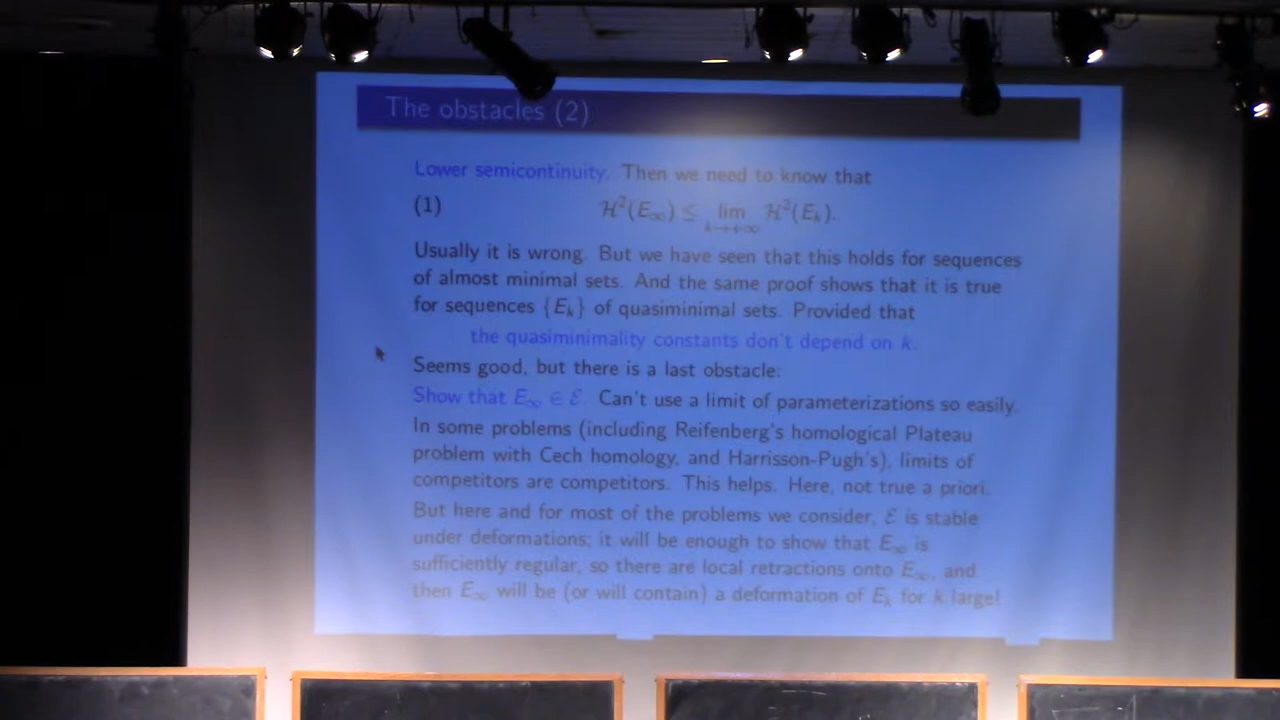 The obstacles (2)
Lower semicontinuity. Then we need to know that
(1) H²(E∞) ≤ lim H²(Eₖ).
k→+∞
Usually it is wrong. But we have seen that this holds for sequences
of almost minimal sets. And the same proof shows that it is true
for sequences {Eₖ} of quasiminimal sets. Provided that
the quasiminimality constants don't depend on k.
Seems good, but there is a last obstacle:
Show that E∞ ∈ ℰ. Can't use a limit of parameterizations so easily.
In some problems (including Reifenberg's homological Plateau
problem with Cech homology, and Harrisson-Pugh's), limits of
competitors are competitors. This helps. Here, not true a priori.
But here and for most of the problems we consider, ℰ is stable
under deformations; it will be enough to show that E∞ is
sufficiently regular, so there are local retractions onto E∞, and
then E∞ will be (or will contain) a deformation of Eₖ for k large!